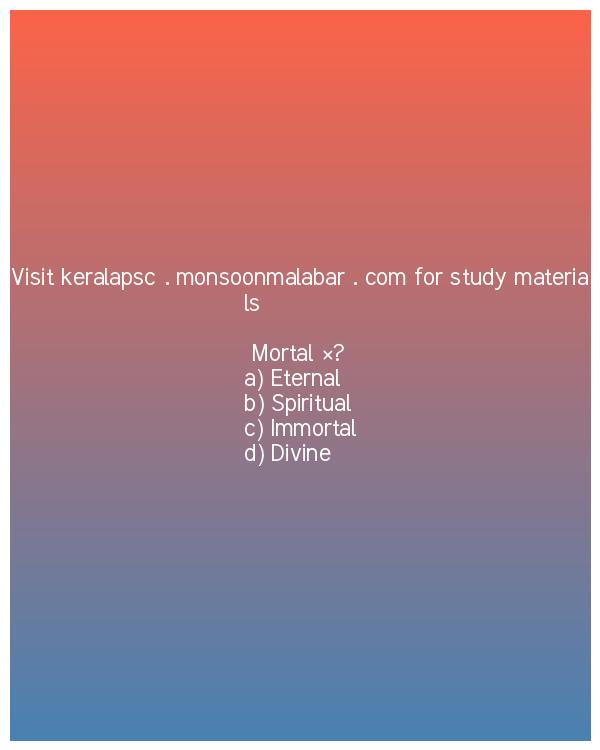 Visit keralapsc . monsoonmalabar . com for study materia
ls
Mortal ×?
a) Eternal
b) Spiritual
c) Immortal
d) Divine